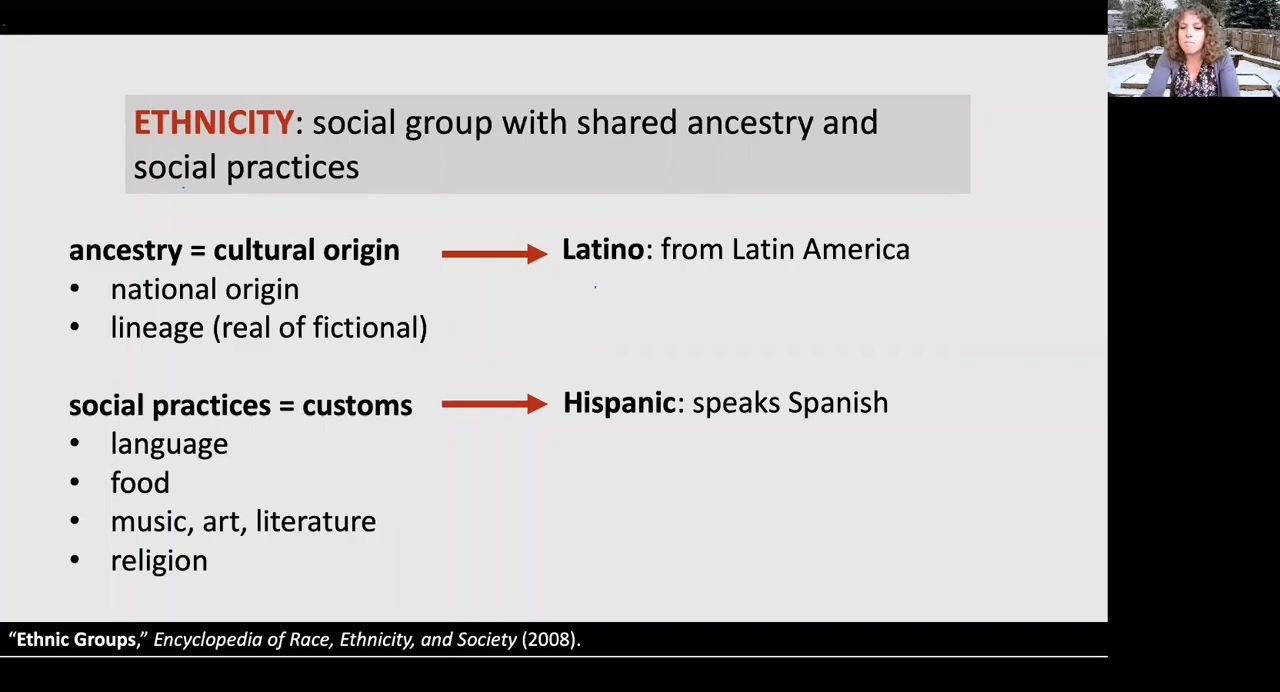 ETHNICITY: social group with shared ancestry and
social practices
ancestry = cultural origin
Latino: from Latin America
• national origin
• lineage (real of fictional)
social practices = customs
Hispanic: speaks Spanish
• language
• food
• music, art, literature
• religion
“Ethnic Groups,” Encyclopedia of Race, Ethnicity, and Society (2008).